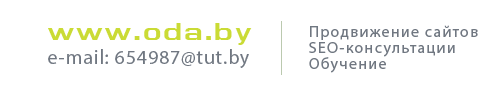 www.oda.by
e-mail: 654987@tut.by
Продвижение сайтов
SEO-консультации
Обучение